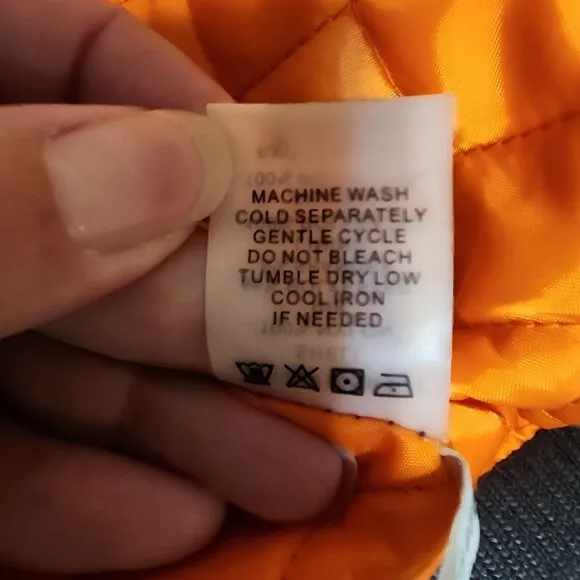 MACHINE WASH
COLD SEPARATELY
GENTLE CYCLE
DO NOT BLEACH
TUMBLE DRY LOW
COOL IRON
IF NEEDED